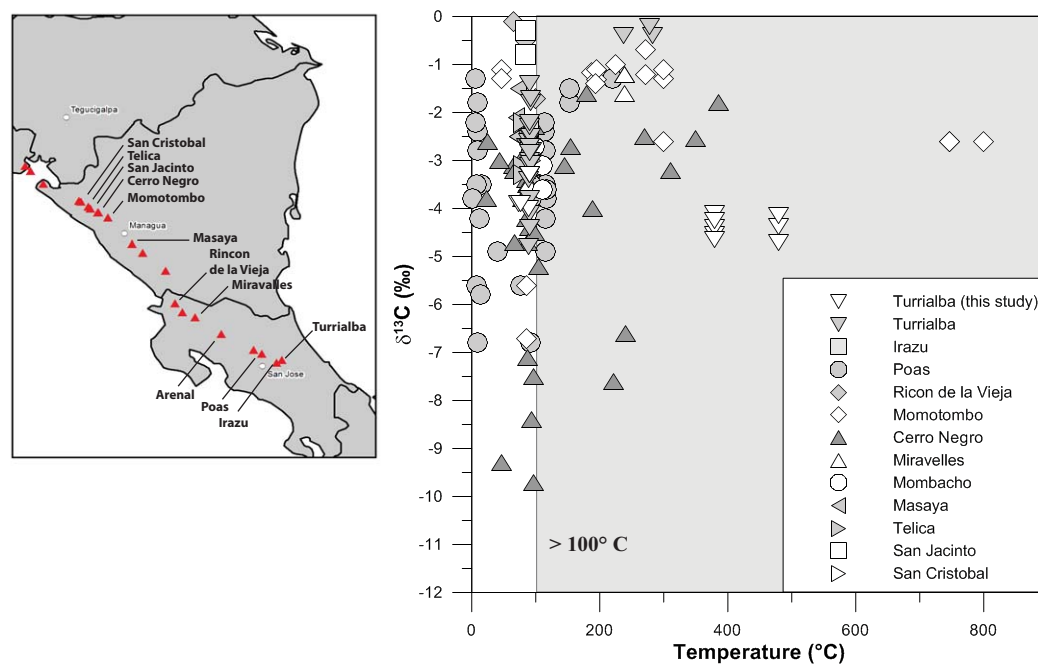 Tegucigalpa
San Cristobal
Telica
San Jacinto
Cerro Negro
Momotombo
Managua
Masaya
Rincon
de la Vieja
Miravalles
Turrialba
San Jose
Arenal
Poas
Irazu
0
-1
-2
-3
-4
-5
-6
-7
-8
-9
-10
-11
-12
δ13C (‰)
> 100° C
Turrialba (this study)
Turrialba
Irazu
Poas
Ricon de la Vieja
Momotombo
Cerro Negro
Miravelles
Mombacho
Masaya
Telica
San Jacinto
San Cristobal
0 200 400 600 800
Temperature (°C)